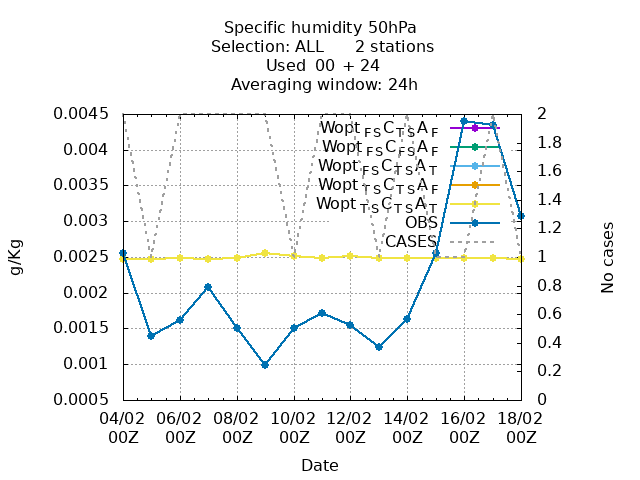 Specific humidity 50hPa
Selection: ALL 2 stations
Used 00 + 24
Averaging window: 24h
g/Kg
No cases
0.0045
0.004
0.0035
0.003
0.0025
0.002
0.0015
0.001
0.0005
2
1.8
1.6
1.4
1.2
1
0.8
0.6
0.4
0.2
0
Wopt FS C TS A F
Wopt FS C FS A F
Wopt FS C TS A T
Wopt TS C TS A F
Wopt TS C TS A T
OBS
CASES
04/02 06/02 08/02 10/02 12/02 14/02 16/02 18/02
00Z 00Z 00Z 00Z 00Z 00Z 00Z 00Z
Date